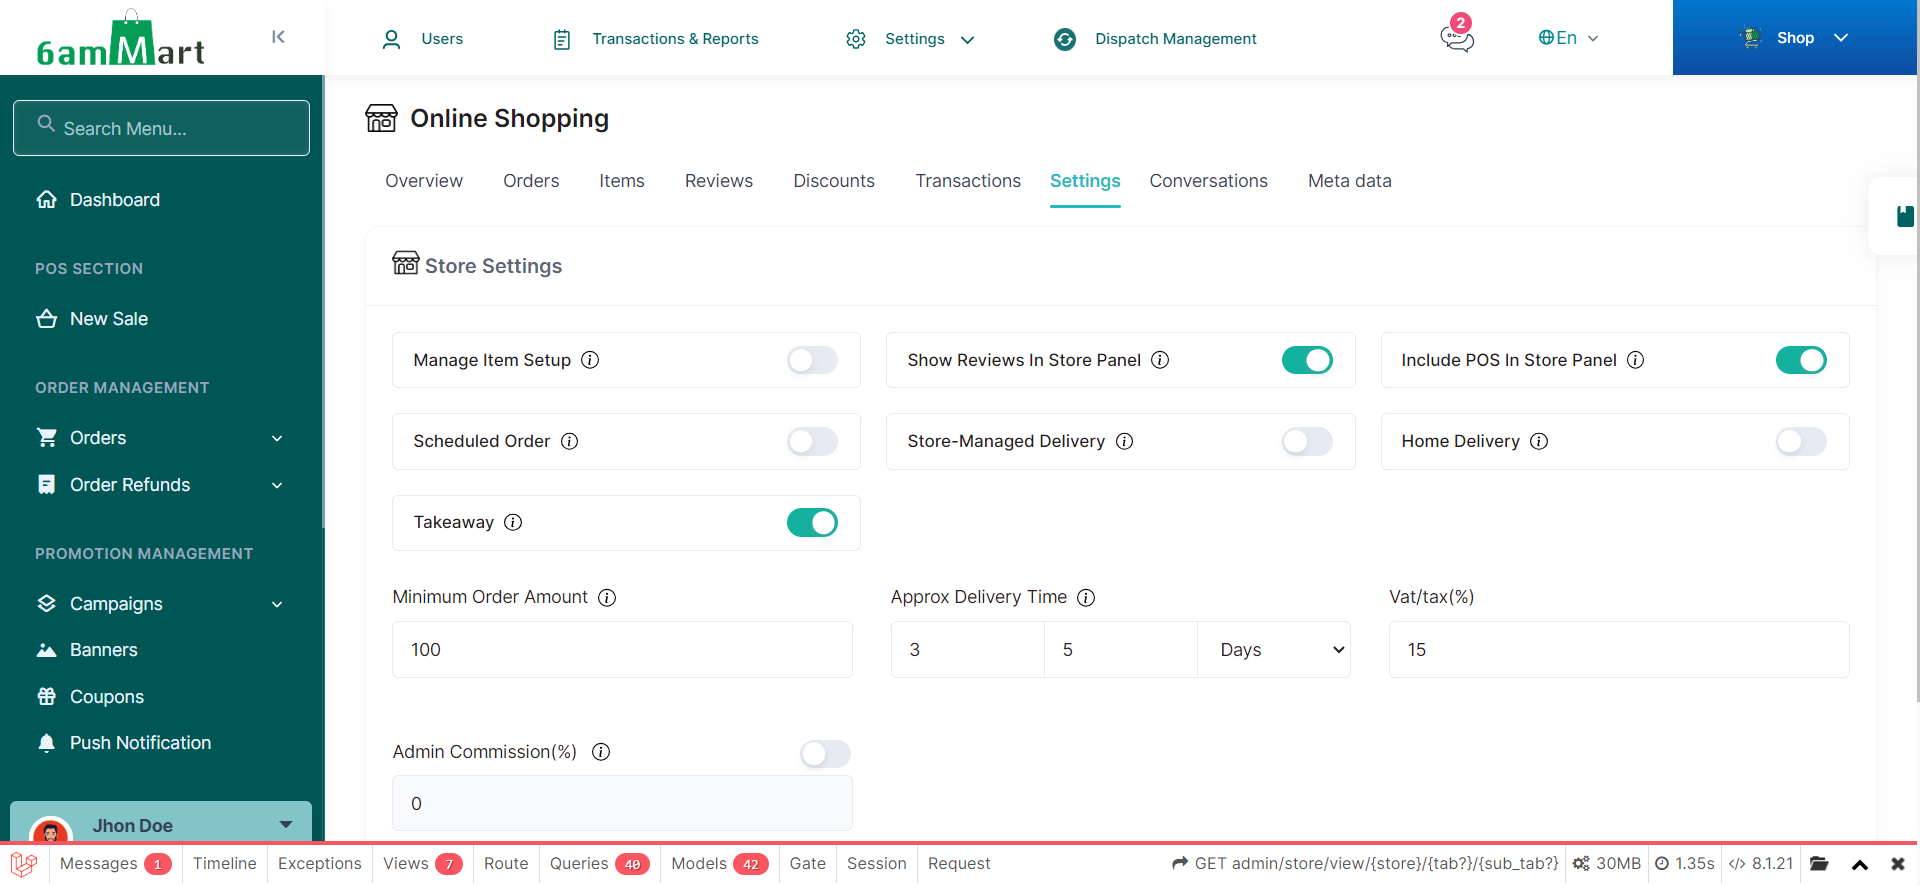 6amMart
Users
Transactions & Reports
Settings
Dispatch Management
2
En
Shop
Search Menu...
Dashboard
POS SECTION
New Sale
ORDER MANAGEMENT
Orders
Order Refunds
PROMOTION MANAGEMENT
Campaigns
Banners
Coupons
Push Notification
Jhon Doe
Online Shopping
Overview Orders Items Reviews Discounts Transactions Settings Conversations Meta data
Store Settings
Manage Item Setup
Show Reviews In Store Panel
Include POS In Store Panel
Scheduled Order
Store-Managed Delivery
Home Delivery
Takeaway
Minimum Order Amount
Approx Delivery Time
Vat/tax(%)
100
3
5
Days
15
Admin Commission(%)
0
Messages 1 Timeline Exceptions Views 7 Route Queries 40 Models 42 Gate Session Request GET admin/store/view/{store}/{tab?}/{sub_tab?} 30MB 1.35s 8.1.21